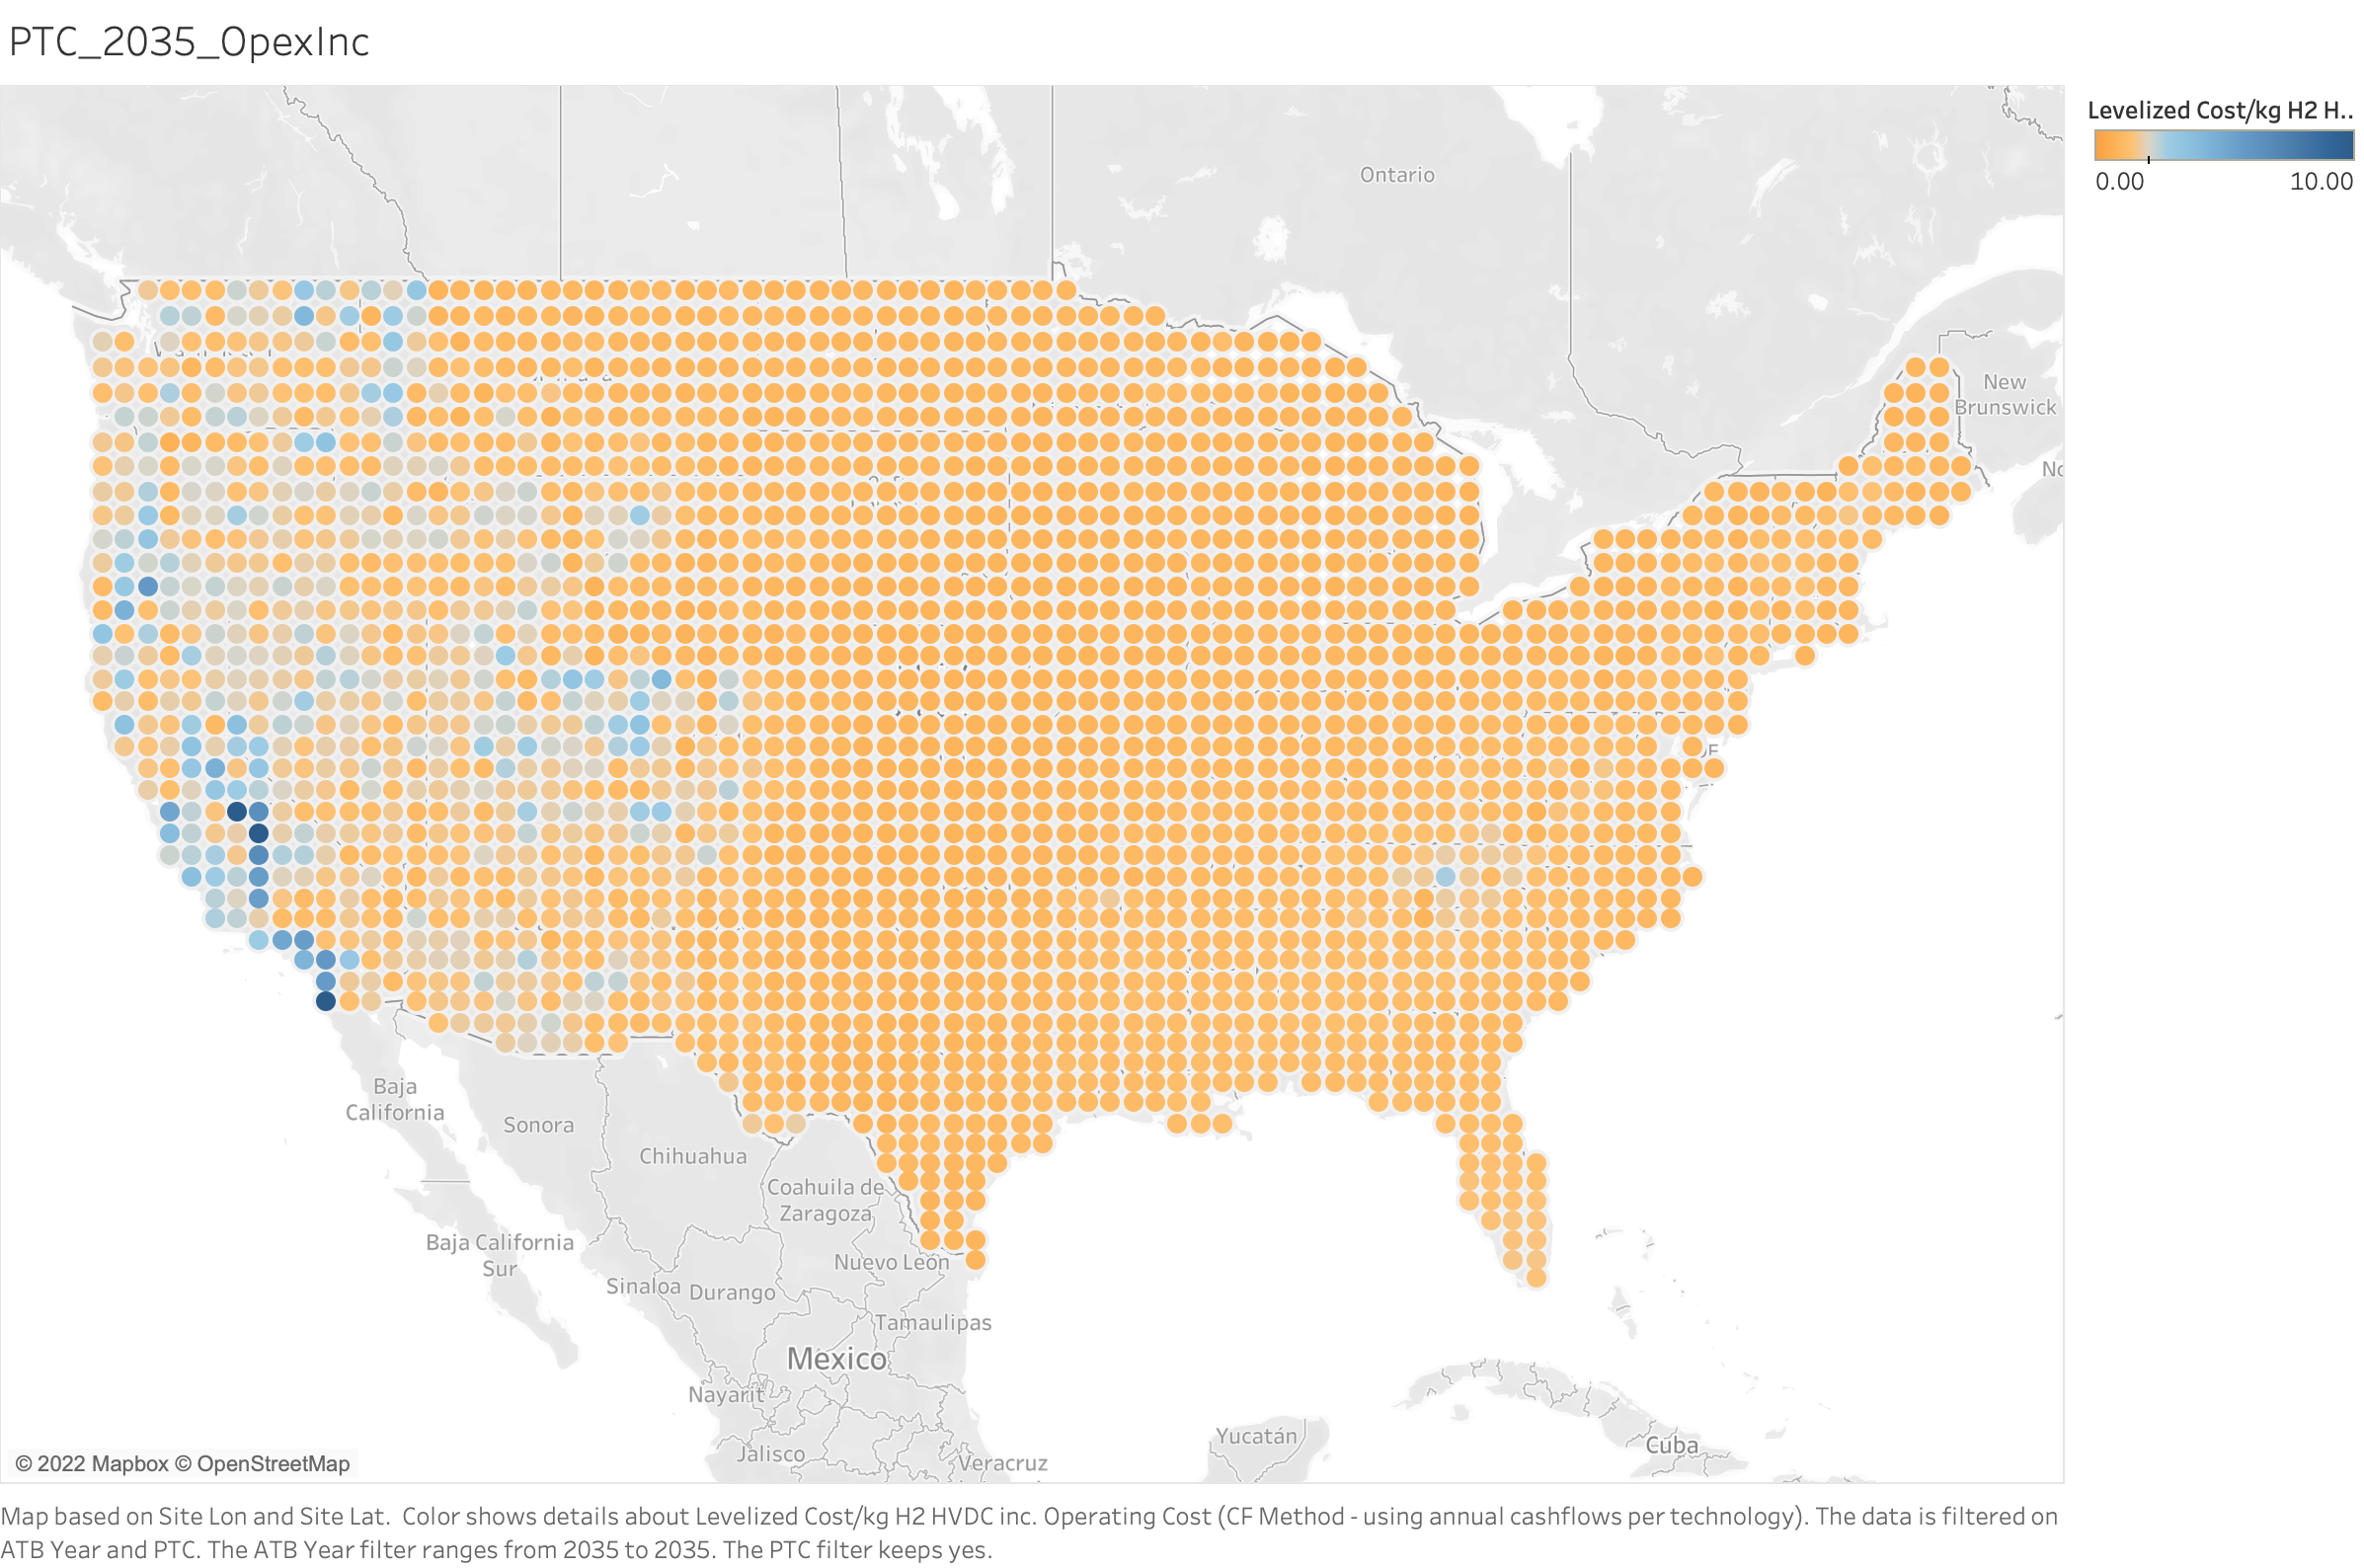 PTC_2035_OpexInc
Levelized Cost/kg H2 H..
0.00
10.00
Ontario
New
Brunswick
Baja
California
Sonora
Chihuahua
Coahuila de
Zaragoza
Baja California
Sur
Nuevo León
Sinaloa
Durango
Tamaulipas
Mexico
Nayarit
Yucatán
Cuba
Jalisco
Veracruz
© 2022 Mapbox © OpenStreetMap
Map based on Site Lon and Site Lat.  Color shows details about Levelized Cost/kg H2 HVDC inc. Operating Cost (CF Method - using annual cashflows per technology). The data is filtered on
ATB Year and PTC. The ATB Year filter ranges from 2035 to 2035. The PTC filter keeps yes.